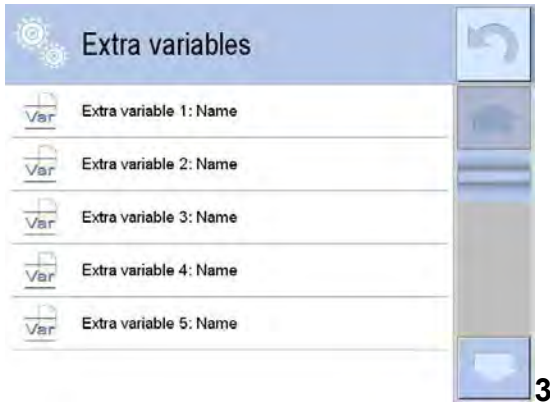 Extra variables
Var Extra variable 1: Name
Var Extra variable 2: Name
Var Extra variable 3: Name
Var Extra variable 4: Name
Var Extra variable 5: Name
3